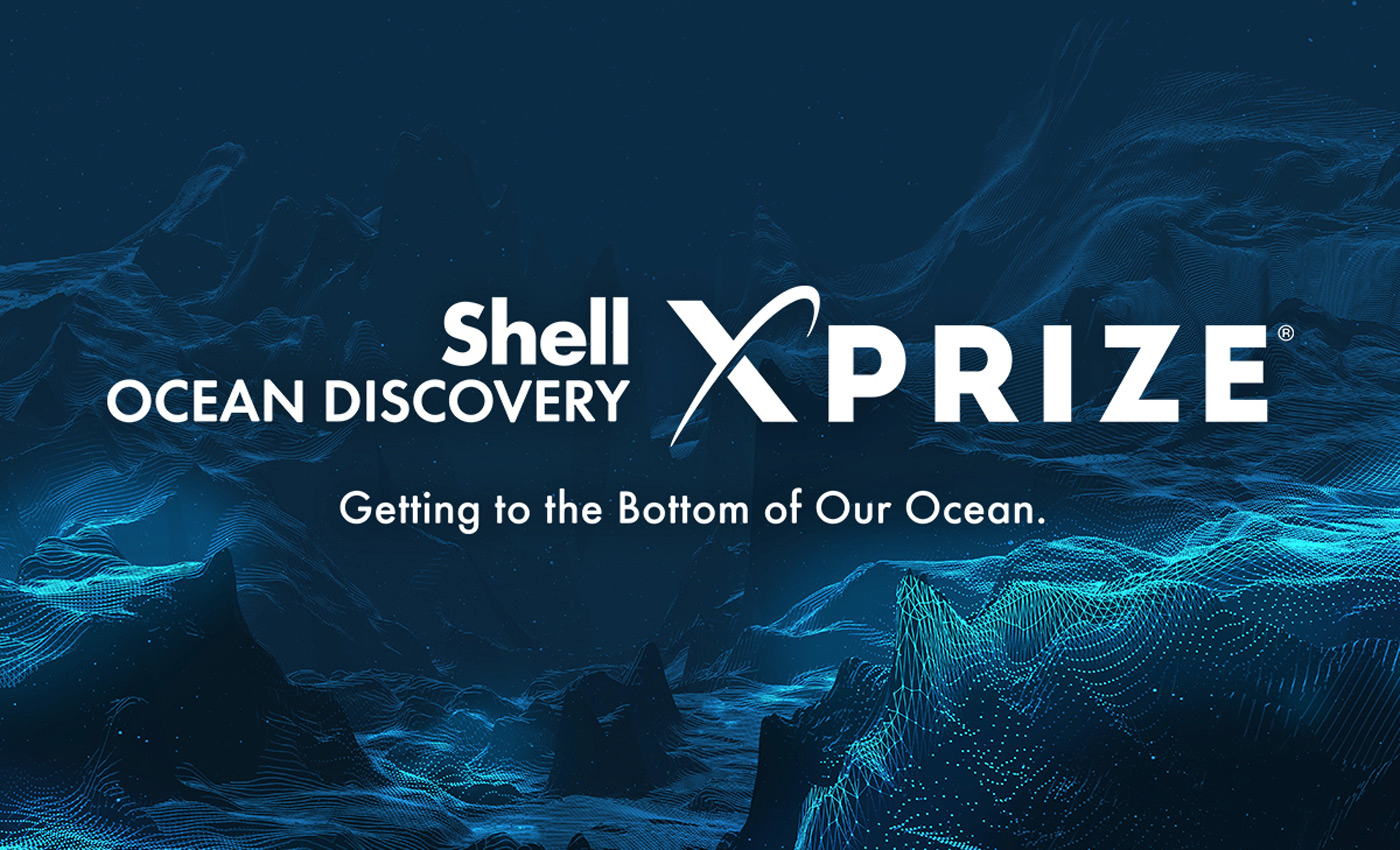 Shell
OCEAN DISCOVERY
XPRIZE®
Getting to the Bottom of Our Ocean.